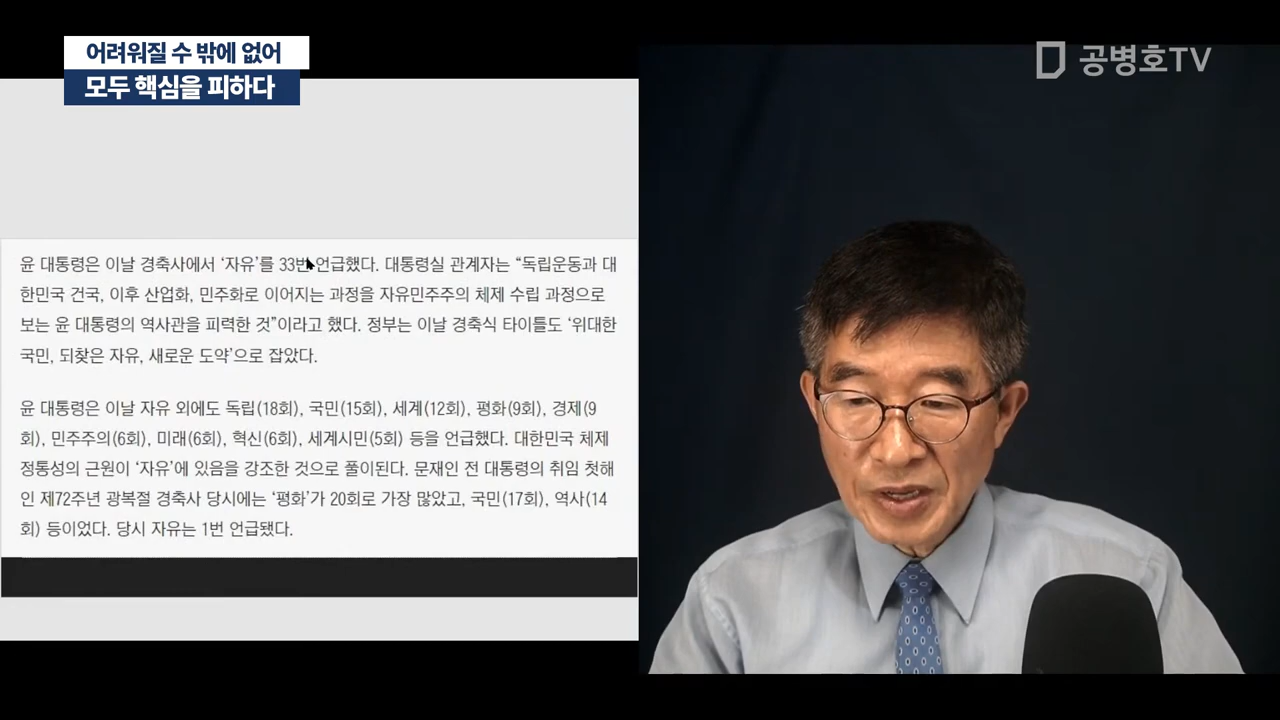 어려워질 수 밖에 없어
모두 핵심을 피하다
공병호TV
윤 대통령은 이날 경축사에서 ‘자유’를 33번 언급했다. 대통령실 관계자는 “독립운동과 대
한민국 건국, 이후 산업화, 민주화로 이어지는 과정을 자유민주주의 체제 수립 과정으로
보는 윤 대통령의 역사관을 피력한 것”이라고 했다. 정부는 이날 경축식 타이틀도 ‘위대한
국민, 되찾은 자유, 새로운 도약’으로 잡았다.
윤 대통령은 이날 자유 외에도 독립(18회), 국민(15회), 세계(12회), 평화(9회), 경제(9
회), 민주주의(6회), 미래(6회), 혁신(6회), 세계시민(5회) 등을 언급했다. 대한민국 체제
정통성의 근원이 ‘자유’에 있음을 강조한 것으로 풀이된다. 문재인 전 대통령의 취임 첫해
인 제72주년 광복절 경축사 당시에는 ‘평화’가 20회로 가장 많았고, 국민(17회), 역사(14
회) 등이었다. 당시 자유는 1번 언급됐다.